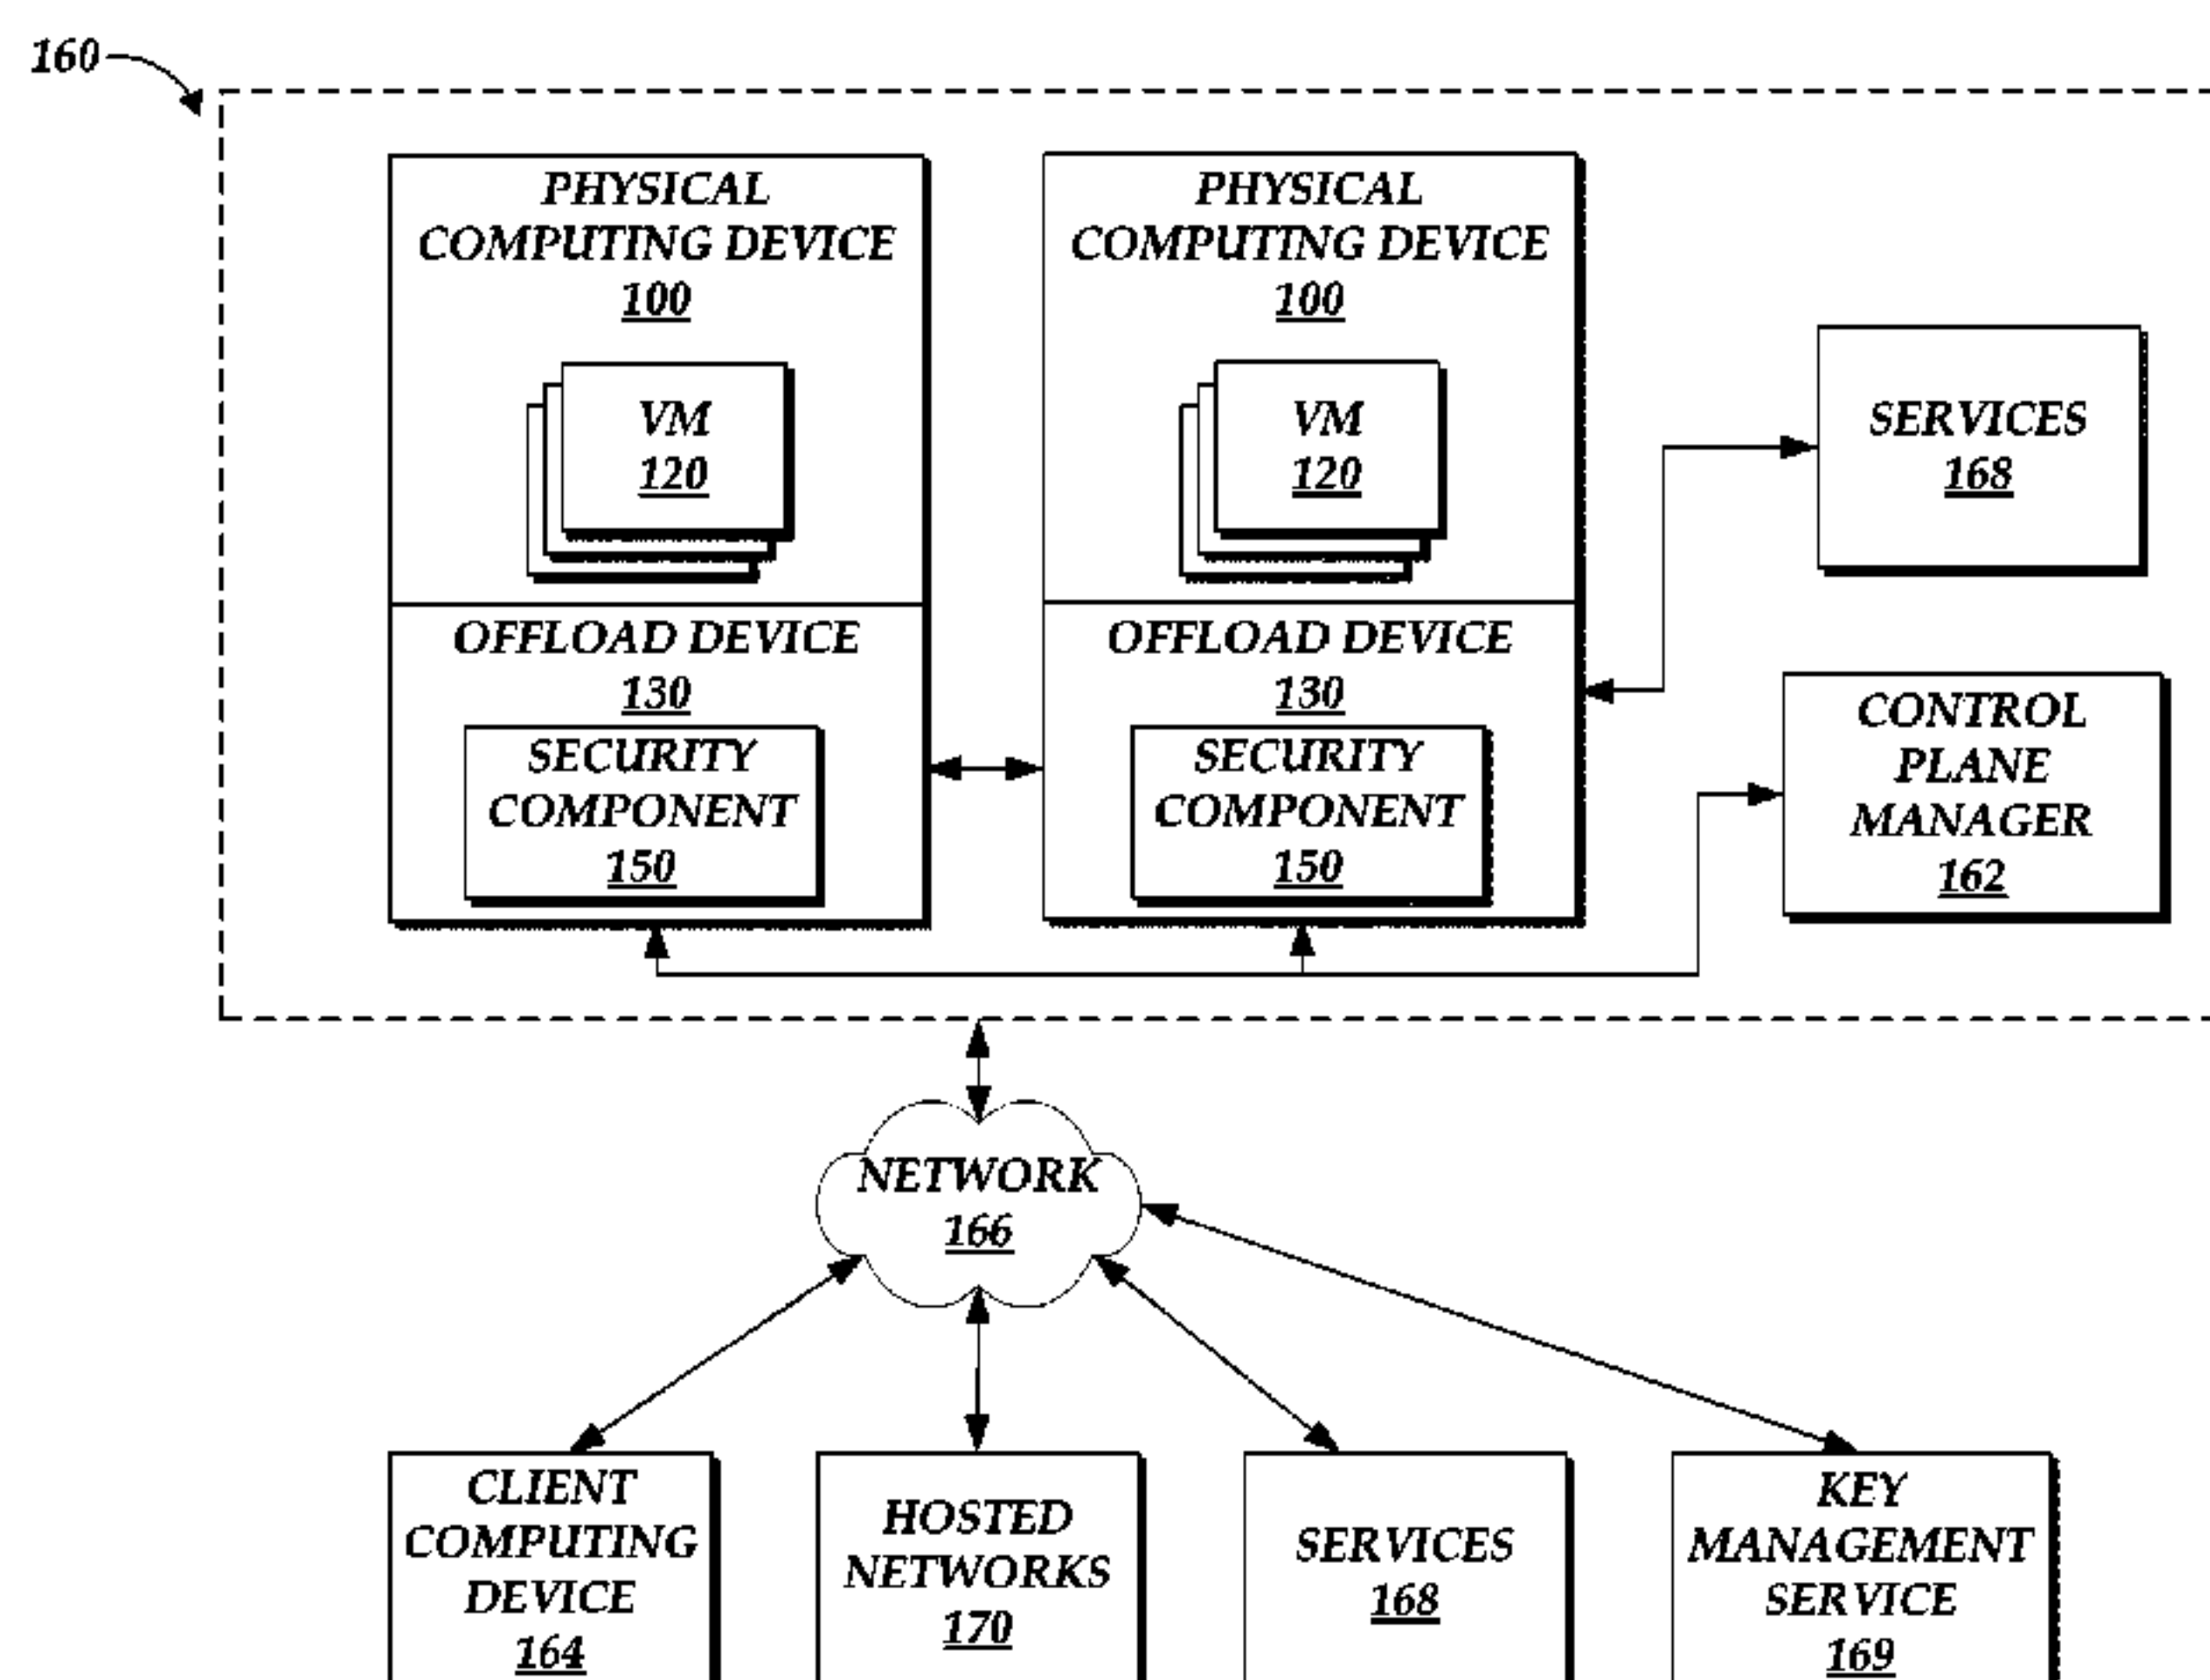 160
PHYSICAL
COMPUTING DEVICE
100
VM
120
OFFLOAD DEVICE
130
SECURITY
COMPONENT
150
PHYSICAL
COMPUTING DEVICE
100
VM
120
OFFLOAD DEVICE
130
SECURITY
COMPONENT
150
SERVICES
168
CONTROL
PLANE
MANAGER
162
NETWORK
166
CLIENT
COMPUTING
DEVICE
164
HOSTED
NETWORKS
170
SERVICES
168
KEY
MANAGEMENT
SERVICE
169